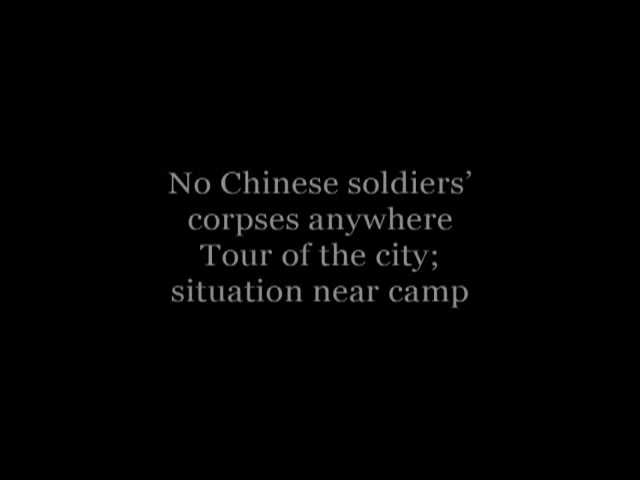 No Chinese soldiers’
corpses anywhere
Tour of the city;
situation near camp